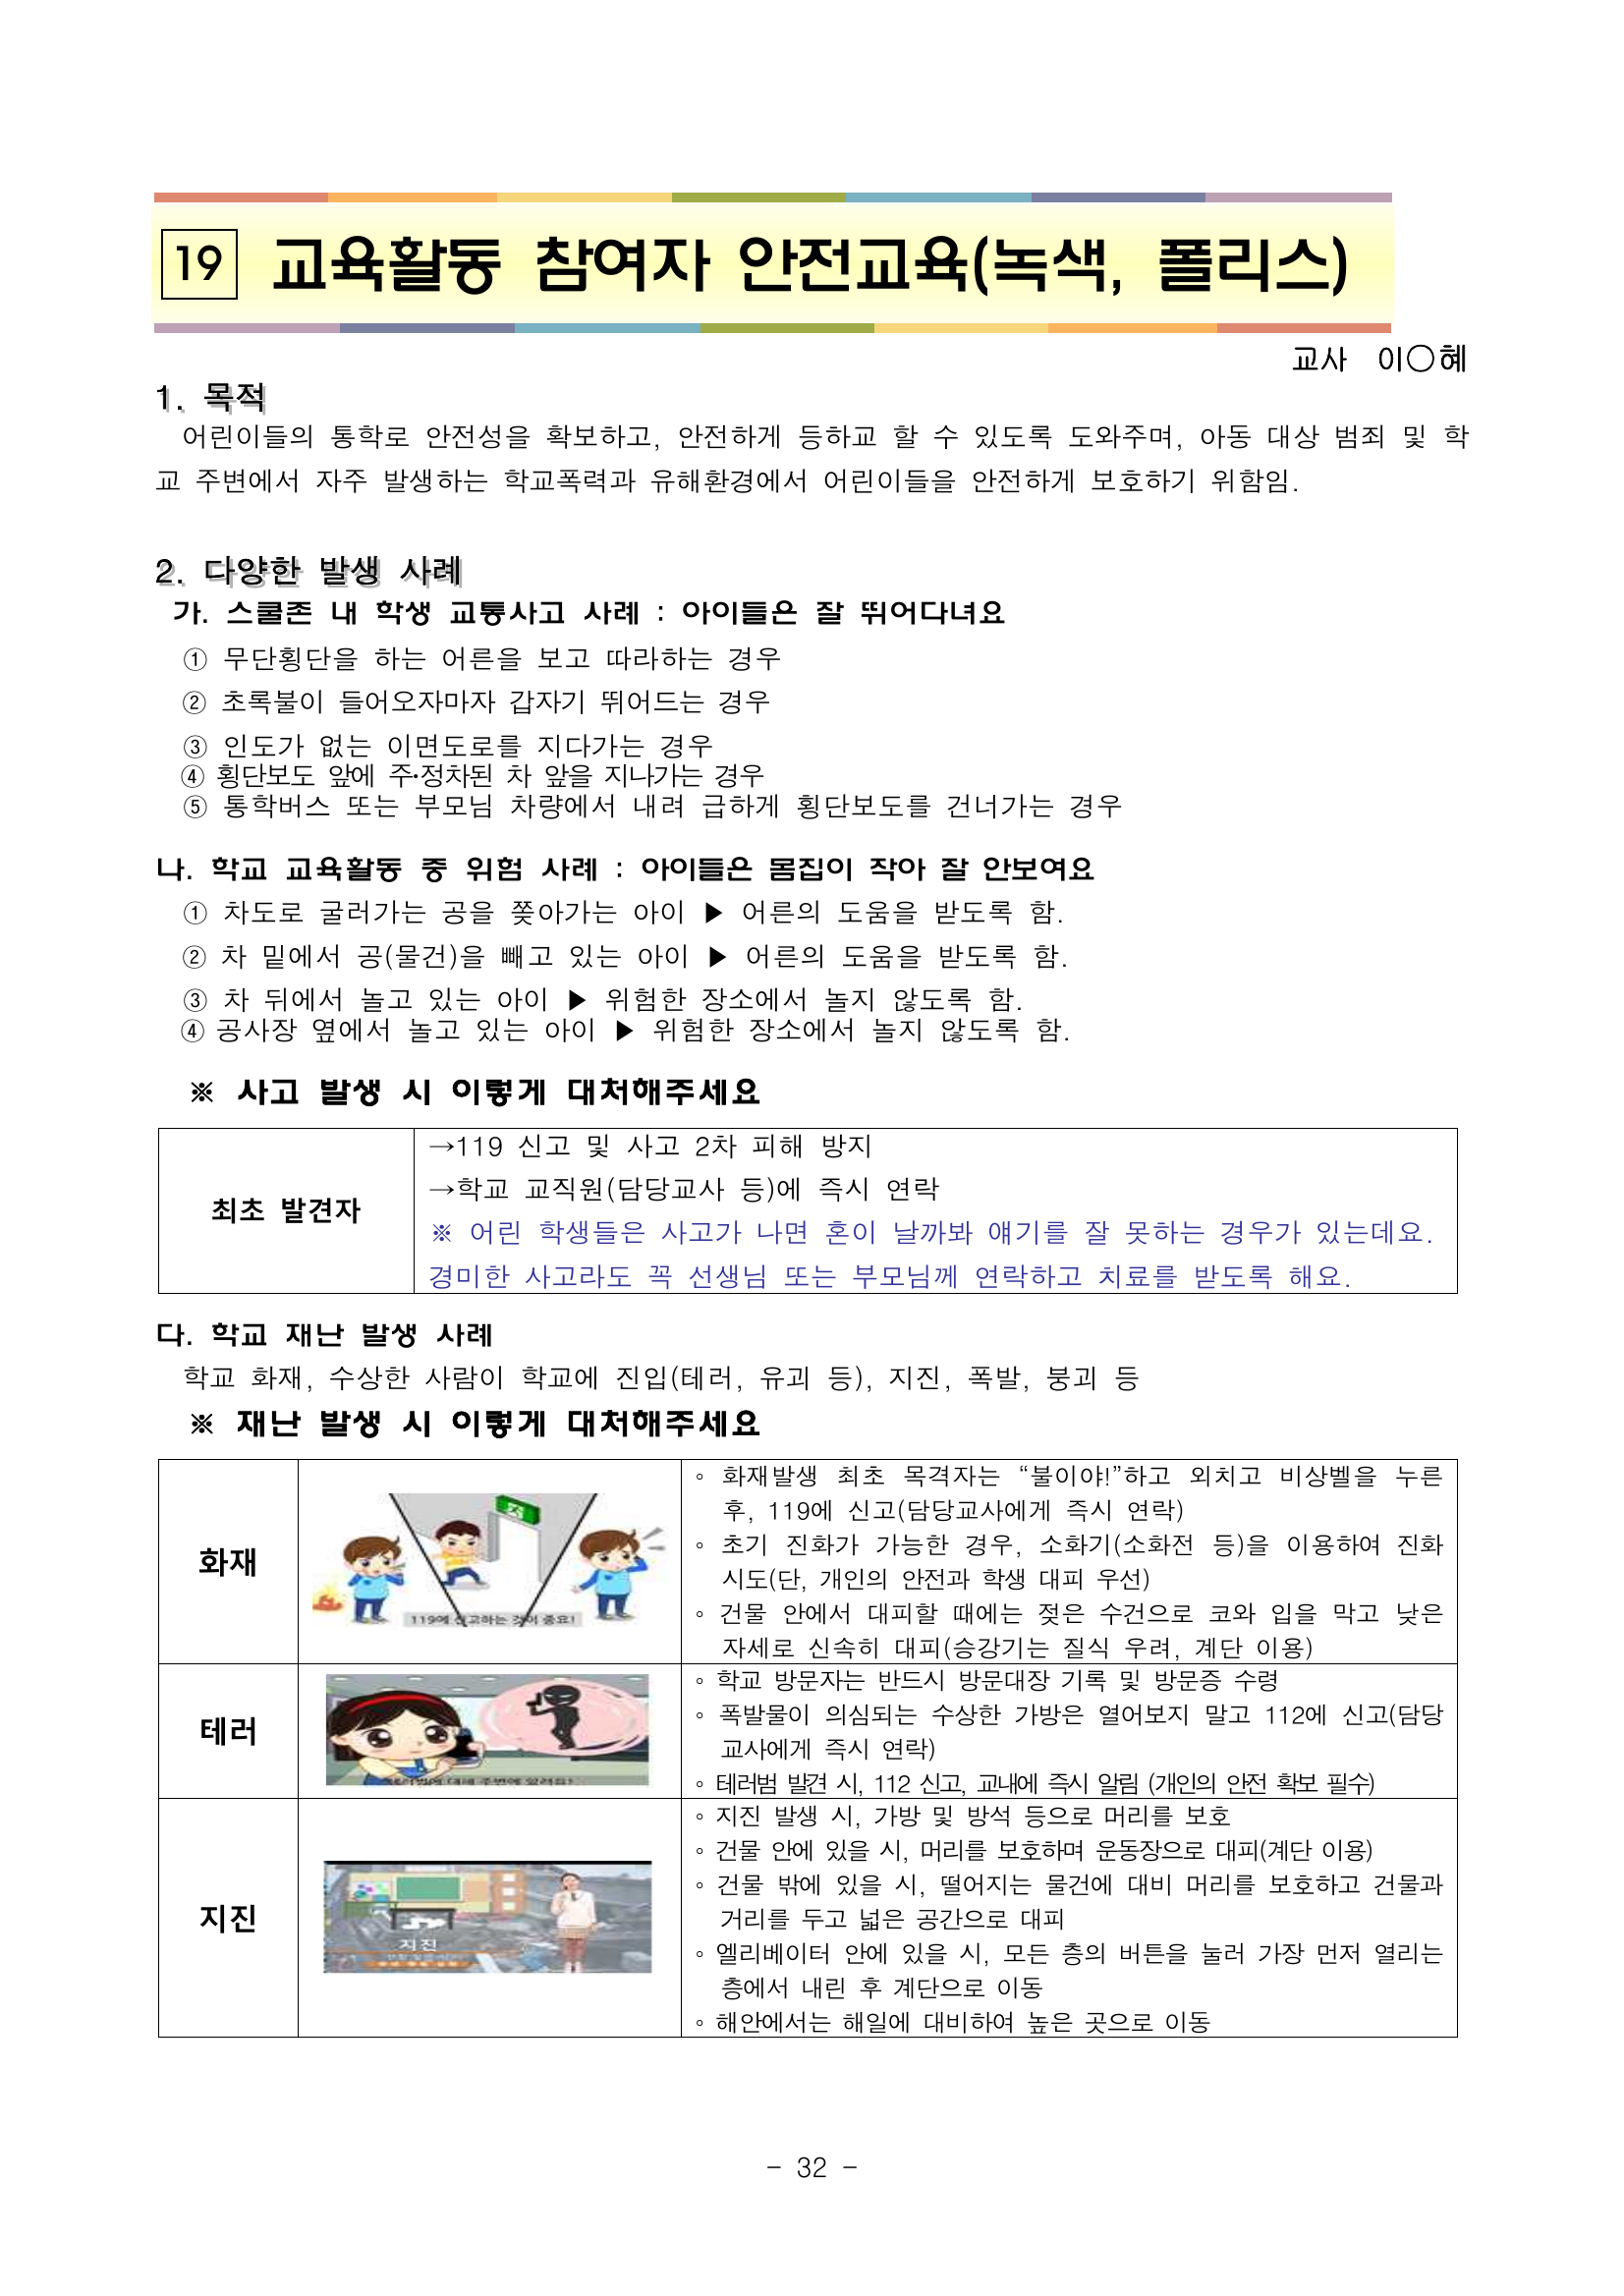 19 교육활동 참여자 안전교육(녹색, 폴리스)
교사 이○혜
1. 목적
어린이들의 통학로 안전성을 확보하고, 안전하게 등하교 할 수 있도록 도와주며, 아동 대상 범죄 및 학
교 주변에서 자주 발생하는 학교폭력과 유해환경에서 어린이들을 안전하게 보호하기 위함임.
2. 다양한 발생 사례
가. 스쿨존 내 학생 교통사고 사례 : 아이들은 잘 뛰어다녀요
① 무단횡단을 하는 어른을 보고 따라하는 경우
② 초록불이 들어오자마자 갑자기 뛰어드는 경우
③ 인도가 없는 이면도로를 지다가는 경우
④ 횡단보도 앞에 주·정차된 차 앞을 지나가는 경우
⑤ 통학버스 또는 부모님 차량에서 내려 급하게 횡단보도를 건너가는 경우
나. 학교 교육활동 중 위험 사례 : 아이들은 몸집이 작아 잘 안보여요
① 차도로 굴러가는 공을 쫒아가는 아이 ▶ 어른의 도움을 받도록 함.
② 차 밑에서 공(물건)을 빼고 있는 아이 ▶ 어른의 도움을 받도록 함.
③ 차 뒤에서 놀고 있는 아이 ▶ 위험한 장소에서 놀지 않도록 함.
④ 공사장 옆에서 놀고 있는 아이 ▶ 위험한 장소에서 놀지 않도록 함.
※ 사고 발생 시 이렇게 대처해주세요
최초 발견자
→119 신고 및 사고 2차 피해 방지
→학교 교직원(담당교사 등)에 즉시 연락
※ 어린 학생들은 사고가 나면 혼이 날까봐 얘기를 잘 못하는 경우가 있는데요.
경미한 사고라도 꼭 선생님 또는 부모님께 연락하고 치료를 받도록 해요.
다. 학교 재난 발생 사례
학교 화재, 수상한 사람이 학교에 진입(테러, 유괴 등), 지진, 폭발, 붕괴 등
※ 재난 발생 시 이렇게 대처해주세요
화재
119에 신고하는 것이 중요!
◦ 화재발생 최초 목격자는 “불이야!”하고 외치고 비상벨을 누른
후, 119에 신고(담당교사에게 즉시 연락)
◦ 초기 진화가 가능한 경우, 소화기(소화전 등)을 이용하여 진화
시도(단, 개인의 안전과 학생 대피 우선)
◦ 건물 안에서 대피할 때에는 젖은 수건으로 코와 입을 막고 낮은
자세로 신속히 대피(승강기는 질식 우려, 계단 이용)
테러
대해 주변에 알려요!
◦ 학교 방문자는 반드시 방문대장 기록 및 방문증 수령
◦ 폭발물이 의심되는 수상한 가방은 열어보지 말고 112에 신고(담당
교사에게 즉시 연락)
◦ 테러범 발견 시, 112 신고, 교내에 즉시 알림 (개인의 안전 확보 필수)
지진
지진
◦ 지진 발생 시, 가방 및 방석 등으로 머리를 보호
◦ 건물 안에 있을 시, 머리를 보호하며 운동장으로 대피(계단 이용)
◦ 건물 밖에 있을 시, 떨어지는 물건에 대비 머리를 보호하고 건물과
거리를 두고 넓은 공간으로 대피
◦ 엘리베이터 안에 있을 시, 모든 층의 버튼을 눌러 가장 먼저 열리는
층에서 내린 후 계단으로 이동
◦ 해안에서는 해일에 대비하여 높은 곳으로 이동
- 32 -